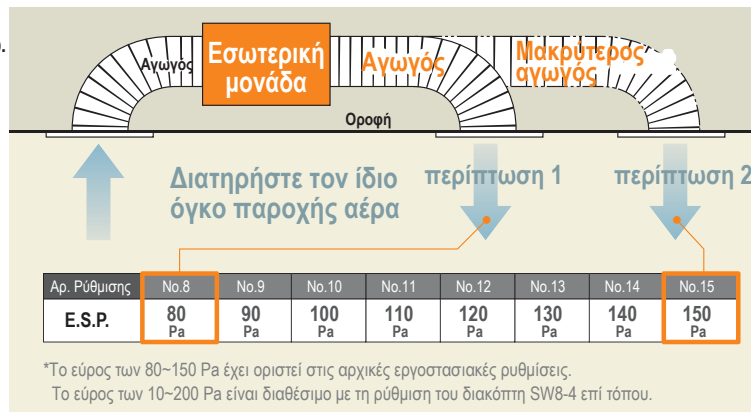 Αγωγός
Εσωτερική
μονάδα
Αγωγός
Μακρύτερος
αγωγός
Οροφή
Διατηρήστε τον ίδιο
όγκο παροχής αέρα
περίπτωση 1
περίπτωση 2
Αρ. Ρύθμισης No.8 No.9 No.10 No.11 No.12 No.13 No.14 No.15
E.S.P. 80 Pa 90 Pa 100 Pa 110 Pa 120 Pa 130 Pa 140 Pa 150 Pa
*Το εύρος των 80~150 Pa έχει οριστεί στις αρχικές εργοστασιακές ρυθμίσεις.
Το εύρος των 10~200 Pa είναι διαθέσιμο με τη ρύθμιση του διακόπτη SW8-4 επί τόπου.